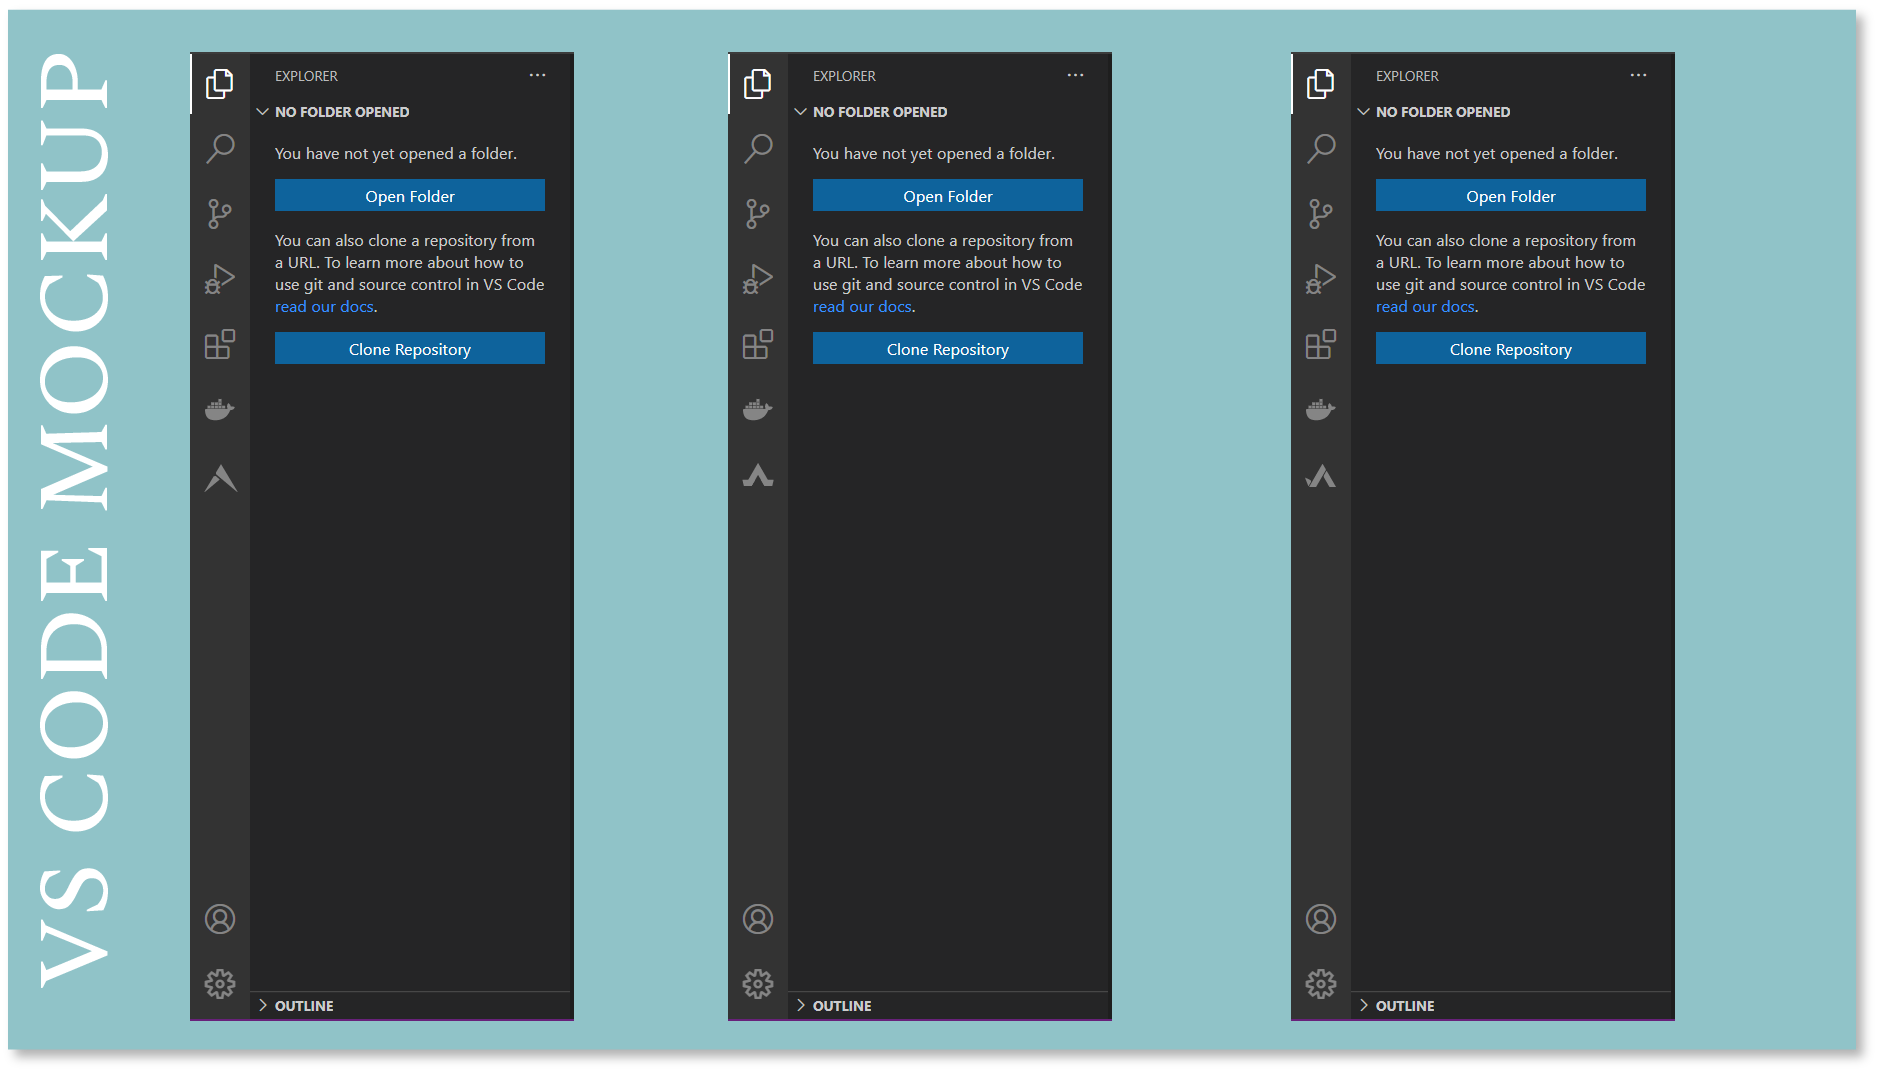 VS CODE MOCKUP
EXPLORER
NO FOLDER OPENED
You have not yet opened a folder.
Open Folder
You can also clone a repository from
a URL. To learn more about how to
use git and source control in VS Code
read our docs.
Clone Repository
OUTLINE
EXPLORER
NO FOLDER OPENED
You have not yet opened a folder.
Open Folder
You can also clone a repository from
a URL. To learn more about how to
use git and source control in VS Code
read our docs.
Clone Repository
OUTLINE
EXPLORER
NO FOLDER OPENED
You have not yet opened a folder.
Open Folder
You can also clone a repository from
a URL. To learn more about how to
use git and source control in VS Code
read our docs.
Clone Repository
OUTLINE